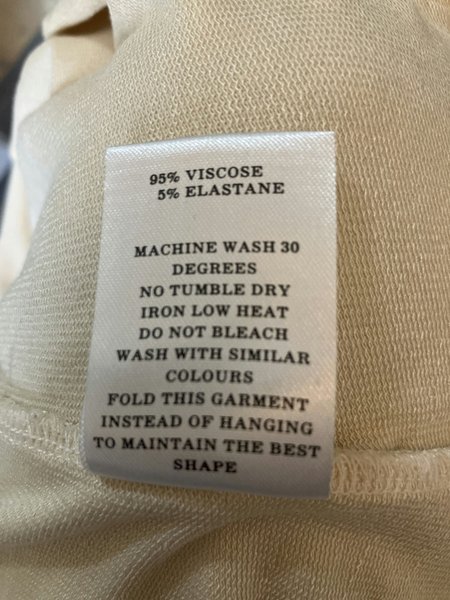 95% VISCOSE
5% ELASTANE
MACHINE WASH 30
DEGREES
NO TUMBLE DRY
IRON LOW HEAT
DO NOT BLEACH
WASH WITH SIMILAR
COLOURS
FOLD THIS GARMENT
INSTEAD OF HANGING
TO MAINTAIN THE BEST
SHAPE